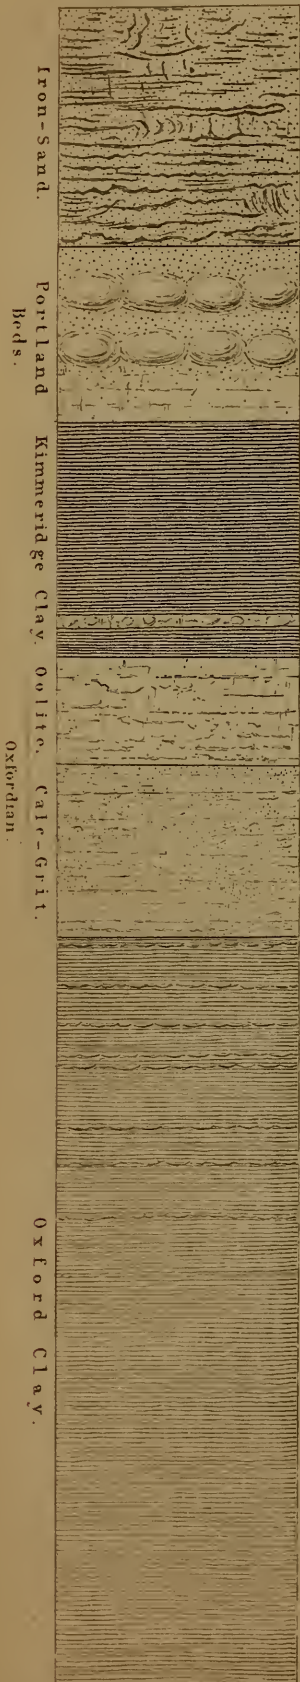 Iron-Sand.
Portland
Beds.
Kimmeridge Clay.
Oolite.
Calc-Grit.
Oxfordian.
Oxford Clay.